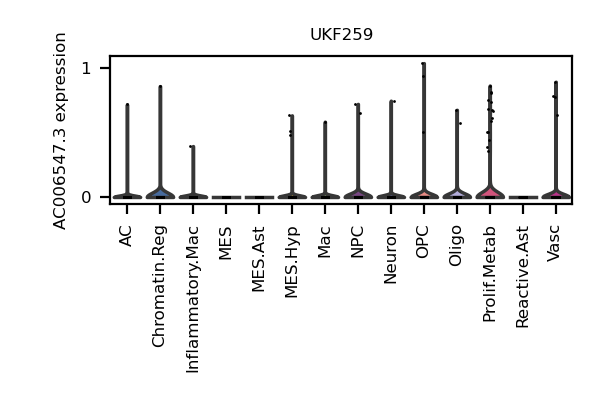 UKF259
AC006547.3 expression
1
0
AC
Chromatin.Reg
Inflammatory.Mac
MES
MES.Ast
MES.Hyp
Mac
NPC
Neuron
OPC
Oligo
Prolif.Metab
Reactive.Ast
Vasc